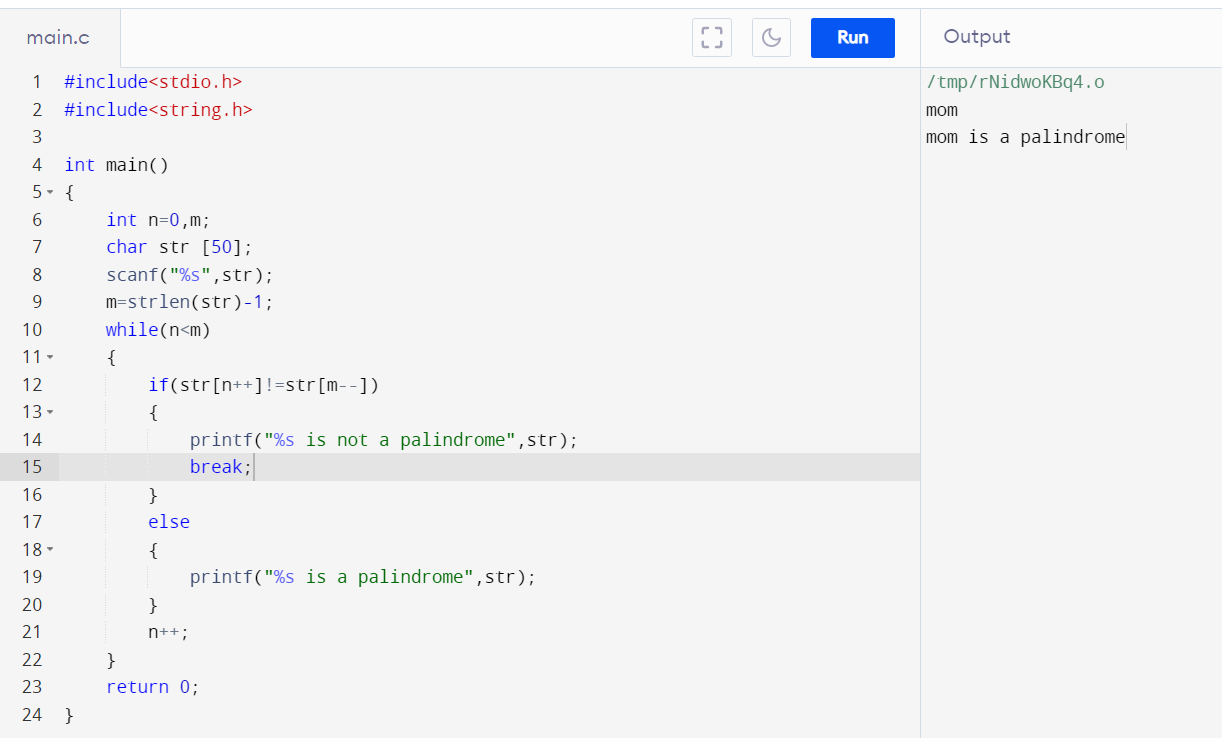 main.c
Run
Output
1 #include<stdio.h>
2 #include<string.h>
3
4 int main()
5 {
6     int n=0,m;
7     char str [50];
8     scanf("%s",str);
9     m=strlen(str)-1;
10     while(n<m)
11     {
12         if(str[n++]!=str[m--])
13         {
14             printf("%s is not a palindrome",str);
15             break;
16         }
17         else
18         {
19             printf("%s is a palindrome",str);
20         }
21         n++;
22     }
23     return 0;
24 }
/tmp/rNidwoKBq4.o
mom
mom is a palindrome